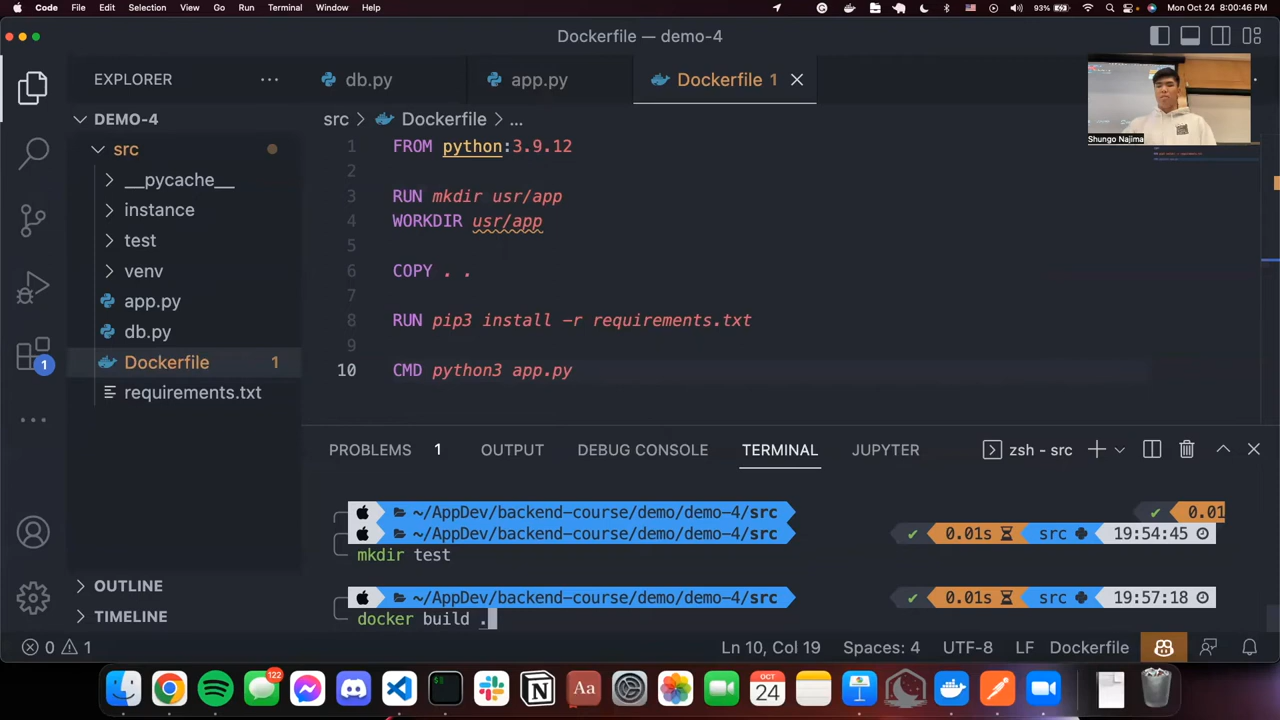 Code File Edit Selection View Go Run Terminal Window Help 93% Mon Oct 24 8:00:46 PM
Dockerfile — demo-4
EXPLORER
db.py
app.py
Dockerfile 1
DEMO-4
src
__pycache__
instance
test
venv
app.py
db.py
Dockerfile 1
requirements.txt
OUTLINE
TIMELINE
1
src > Dockerfile > ...
1 FROM python:3.9.12
2
3 RUN mkdir usr/app
4 WORKDIR usr/app
5
6 COPY . .
7
8 RUN pip3 install -r requirements.txt
9
10 CMD python3 app.py
Shungo Najima
PROBLEMS 1 OUTPUT DEBUG CONSOLE TERMINAL JUPYTER zsh - src
~/AppDev/backend-course/demo/demo-4/src ✔ 0.01
~/AppDev/backend-course/demo/demo-4/src ✔ 0.01s src 19:54:45
mkdir test
~/AppDev/backend-course/demo/demo-4/src ✔ 0.01s src 19:57:18
docker build .
0 1 Ln 10, Col 19 Spaces: 4 UTF-8 LF Dockerfile
122
OCT
24
Aa